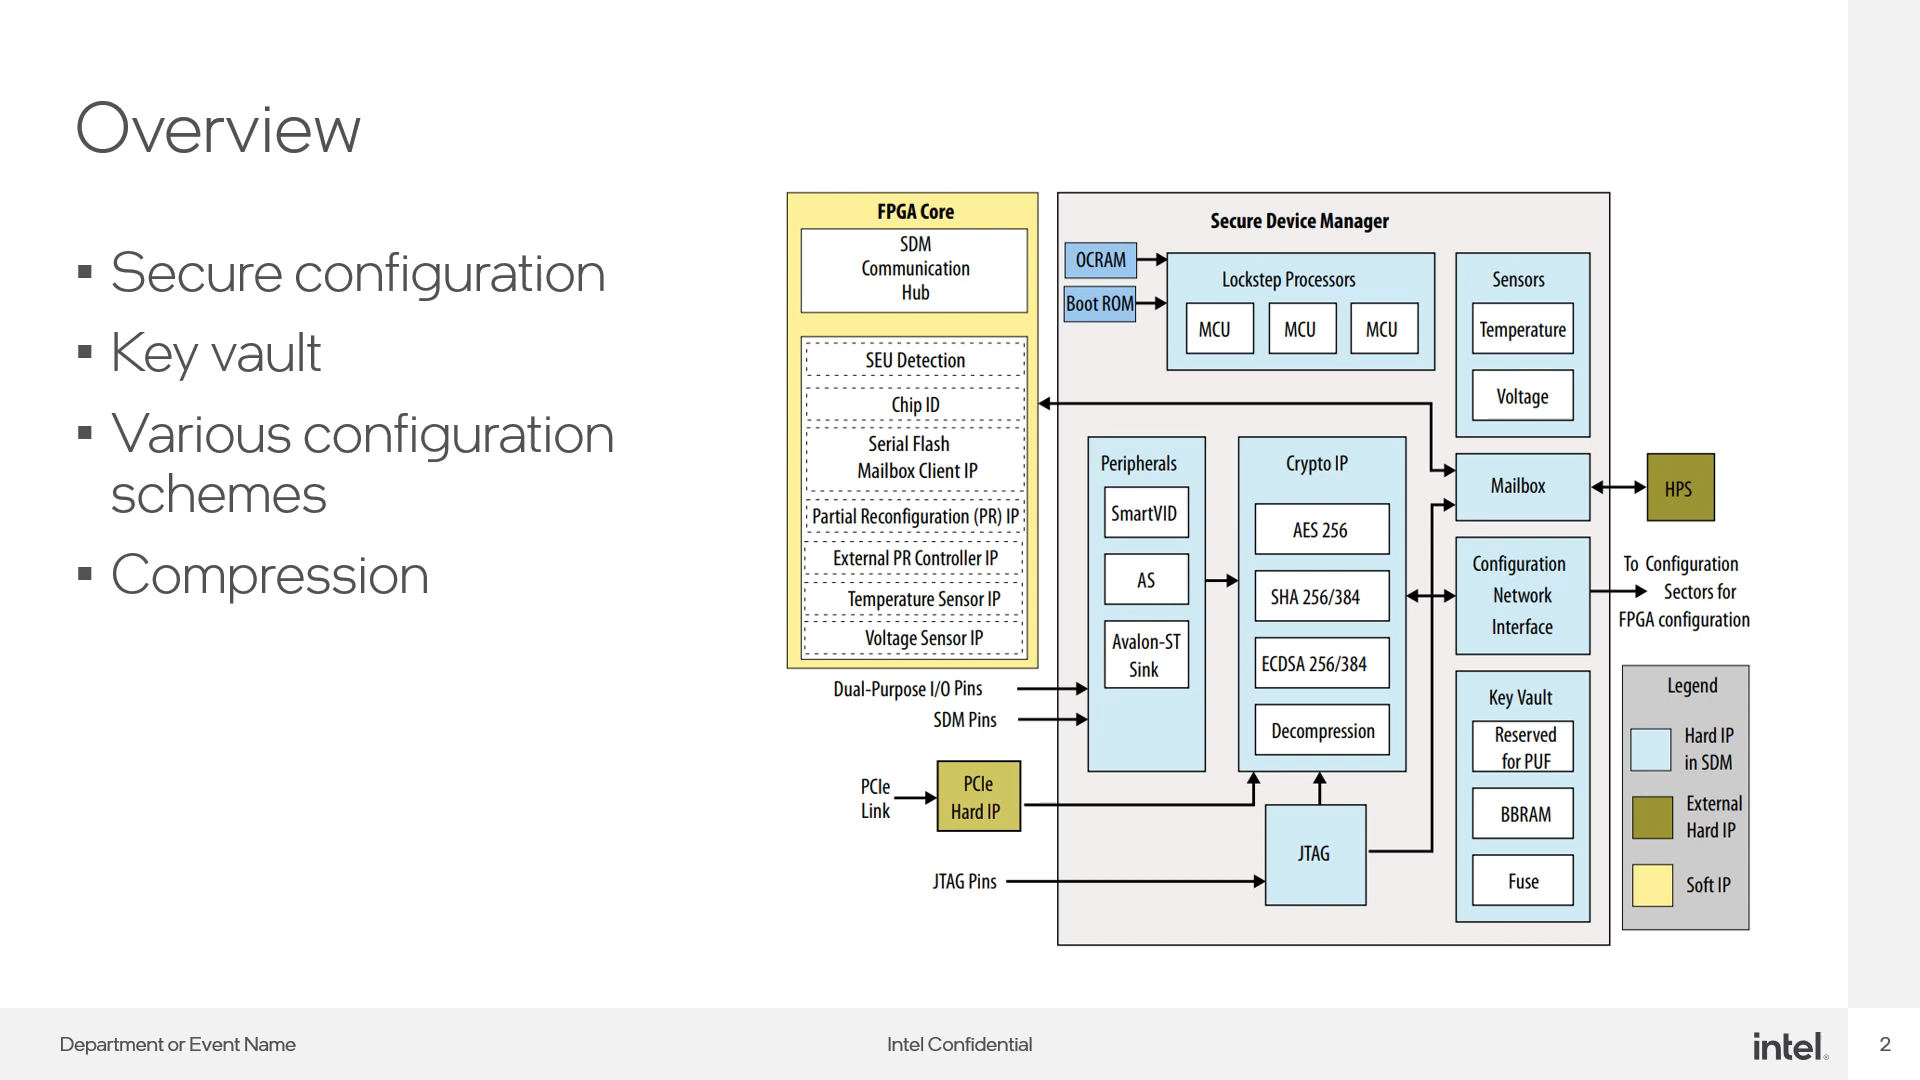 Overview
▪ Secure configuration
▪ Key vault
▪ Various configuration
schemes
▪ Compression
FPGA Core
SDM
Communication
Hub
SEU Detection
Chip ID
Serial Flash
Mailbox Client IP
Partial Reconfiguration (PR) IP
External PR Controller IP
Temperature Sensor IP
Voltage Sensor IP
Dual-Purpose I/O Pins
SDM Pins
PCIe
Link
PCIe
Hard IP
JTAG Pins
Secure Device Manager
OCRAM
Boot ROM
Lockstep Processors
MCU
MCU
MCU
Sensors
Temperature
Voltage
Peripherals
SmartVID
AS
Avalon-ST
Sink
Crypto IP
AES 256
SHA 256/384
ECDSA 256/384
Decompression
JTAG
Mailbox
Configuration
Network
Interface
Key Vault
Reserved
for PUF
BBRAM
Fuse
HPS
To Configuration
Sectors for
FPGA configuration
Legend
Hard IP
in SDM
External
Hard IP
Soft IP
Department or Event Name
Intel Confidential
intel®
2